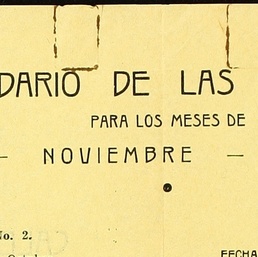 DARIO DE LAS
PARA LOS MESES DE
— NOVIEMBRE —
No. 2.
FECHA